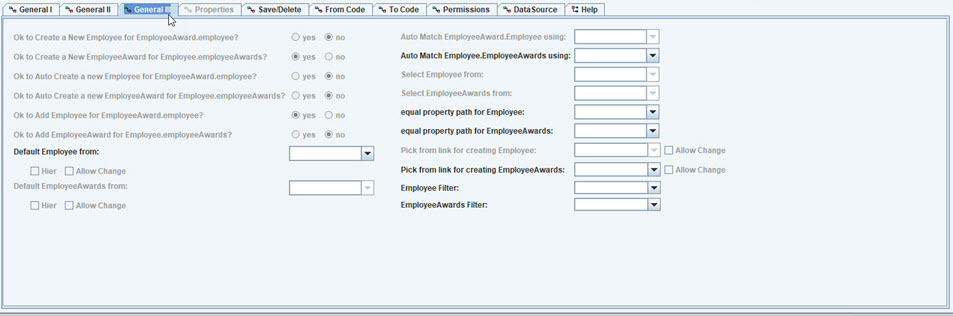 General I General II General III Properties Save/Delete From Code To Code Permissions DataSource Help
Ok to Create a New Employee for EmployeeAward.employee? yes no
Ok to Create a New EmployeeAward for Employee.employeeAwards? yes no
Ok to Auto Create a new Employee for EmployeeAward.employee? yes no
Ok to Auto Create a new EmployeeAward for Employee.employeeAwards? yes no
Ok to Add Employee for EmployeeAward.employee? yes no
Ok to Add EmployeeAward for Employee.employeeAwards? yes no
Default Employee from:
Hier Allow Change
Default EmployeeAwards from:
Hier Allow Change
Auto Match EmployeeAward.Employee using:
Auto Match Employee.EmployeeAwards using:
Select Employee from:
Select EmployeeAwards from:
equal property path for Employee:
equal property path for EmployeeAwards:
Pick from link for creating Employee: Allow Change
Pick from link for creating EmployeeAwards: Allow Change
Employee Filter:
EmployeeAwards Filter: